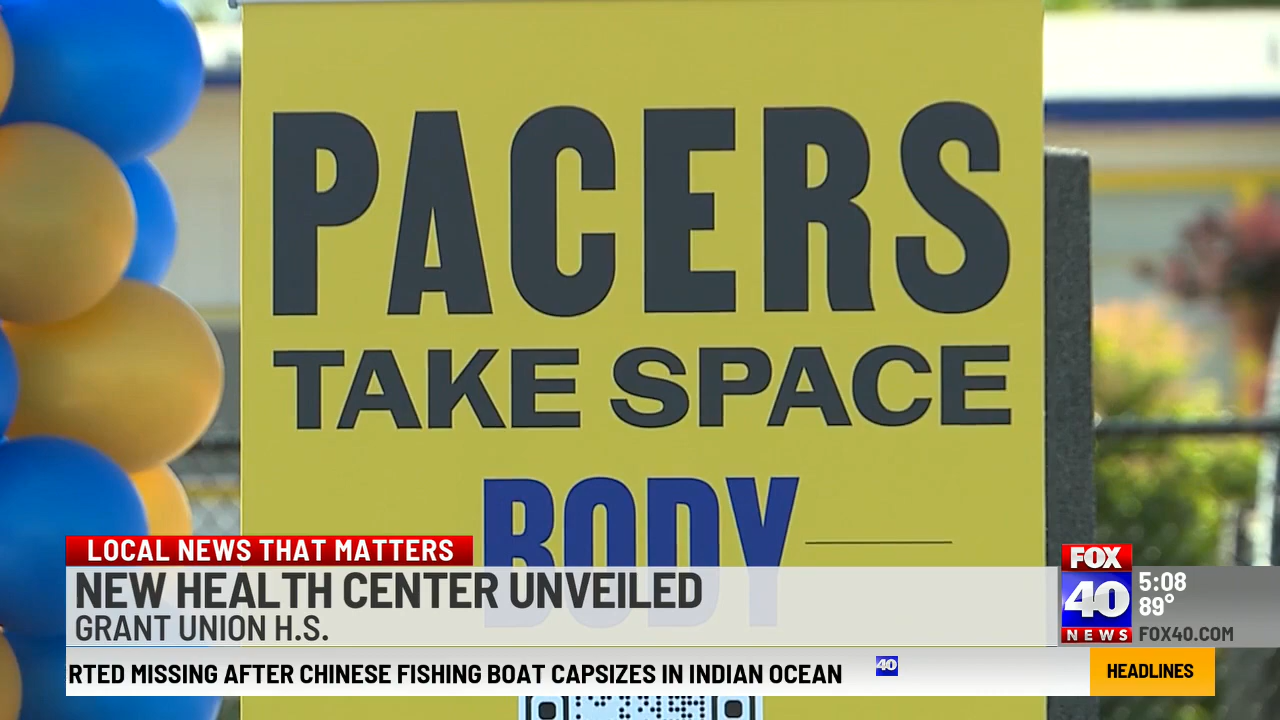 PACERS
TAKE SPACE
BODY
LOCAL NEWS THAT MATTERS
NEW HEALTH CENTER UNVEILED
GRANT UNION H.S.
FOX
40
NEWS
5:08
89°
FOX40.COM
RTED MISSING AFTER CHINESE FISHING BOAT CAPSIZES IN INDIAN OCEAN
40
HEADLINES